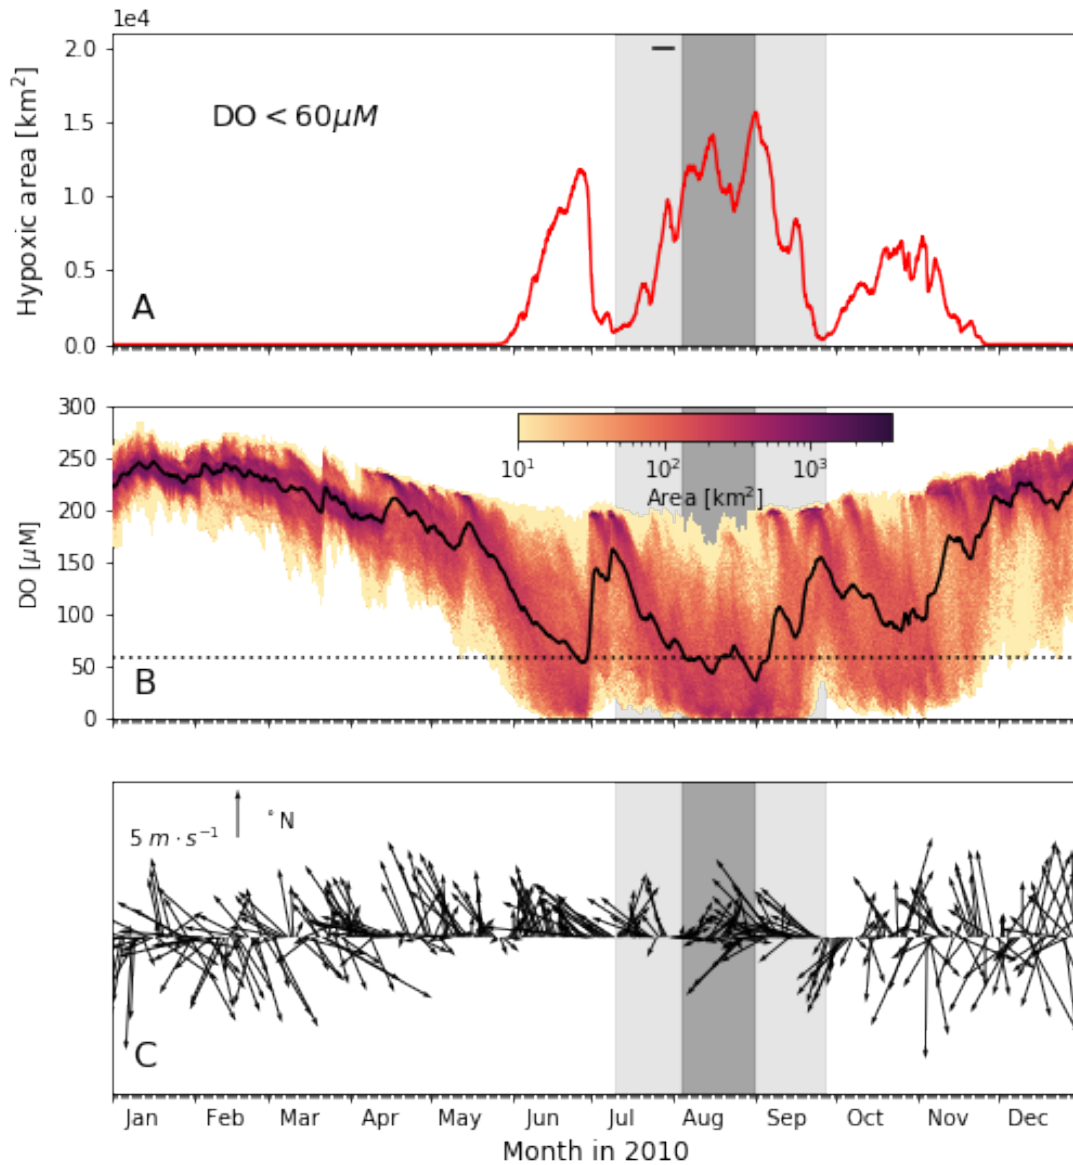 1e4
Hypoxic area [km²]
2.0
1.5
1.0
0.5
0.0
DO < 60μM
A
DO [μM]
300
250
200
150
100
50
0
10¹ 10² 10³
Area [km²]
B
5 m · s⁻¹
°N
C
Jan Feb Mar Apr May Jun Jul Aug Sep Oct Nov Dec
Month in 2010